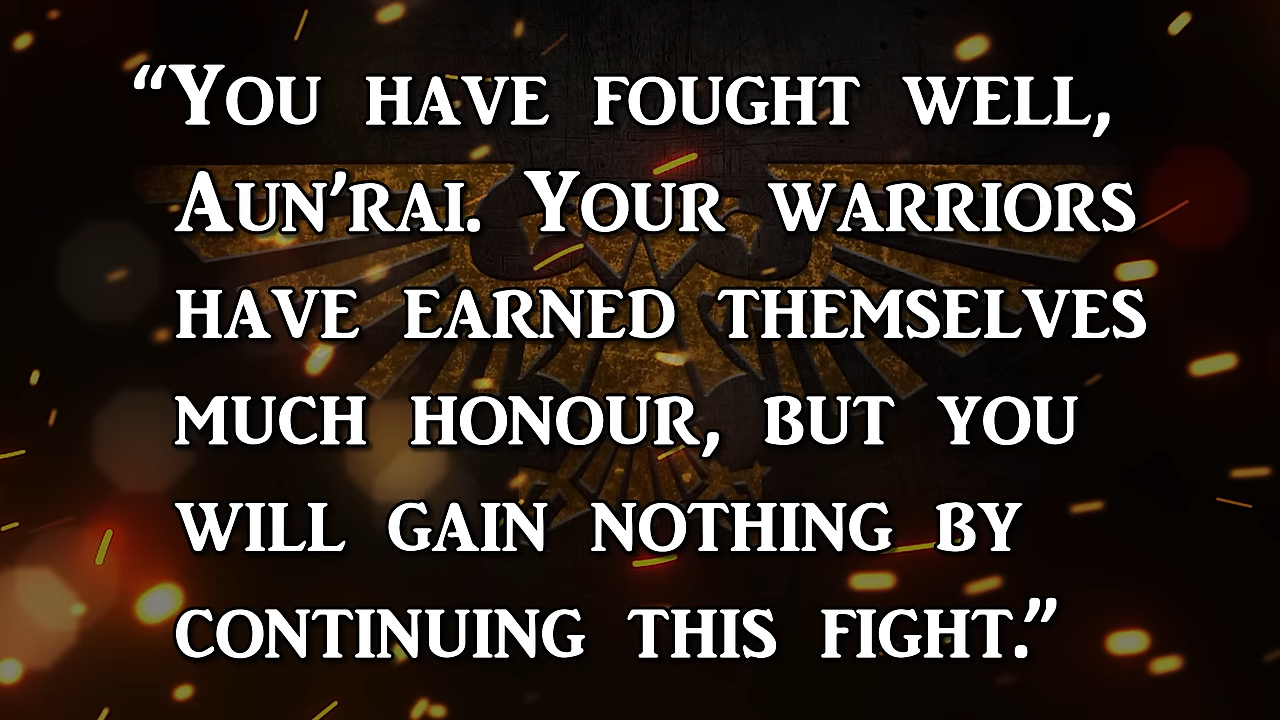 “You have fought well,
Aun’rai. Your warriors
have earned themselves
much honour, but you
will gain nothing by
continuing this fight.”